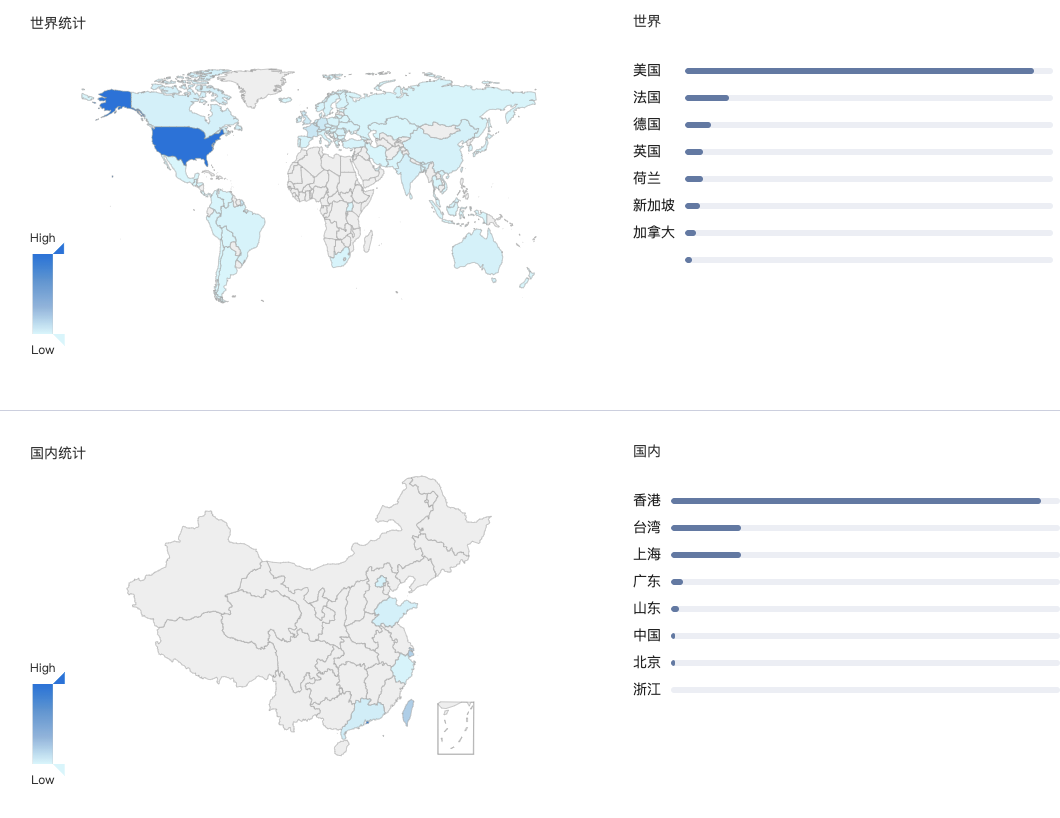 世界统计
世界
美国
法国
德国
英国
荷兰
新加坡
加拿大
High
Low
国内统计
国内
香港
台湾
上海
广东
山东
中国
北京
浙江
High
Low